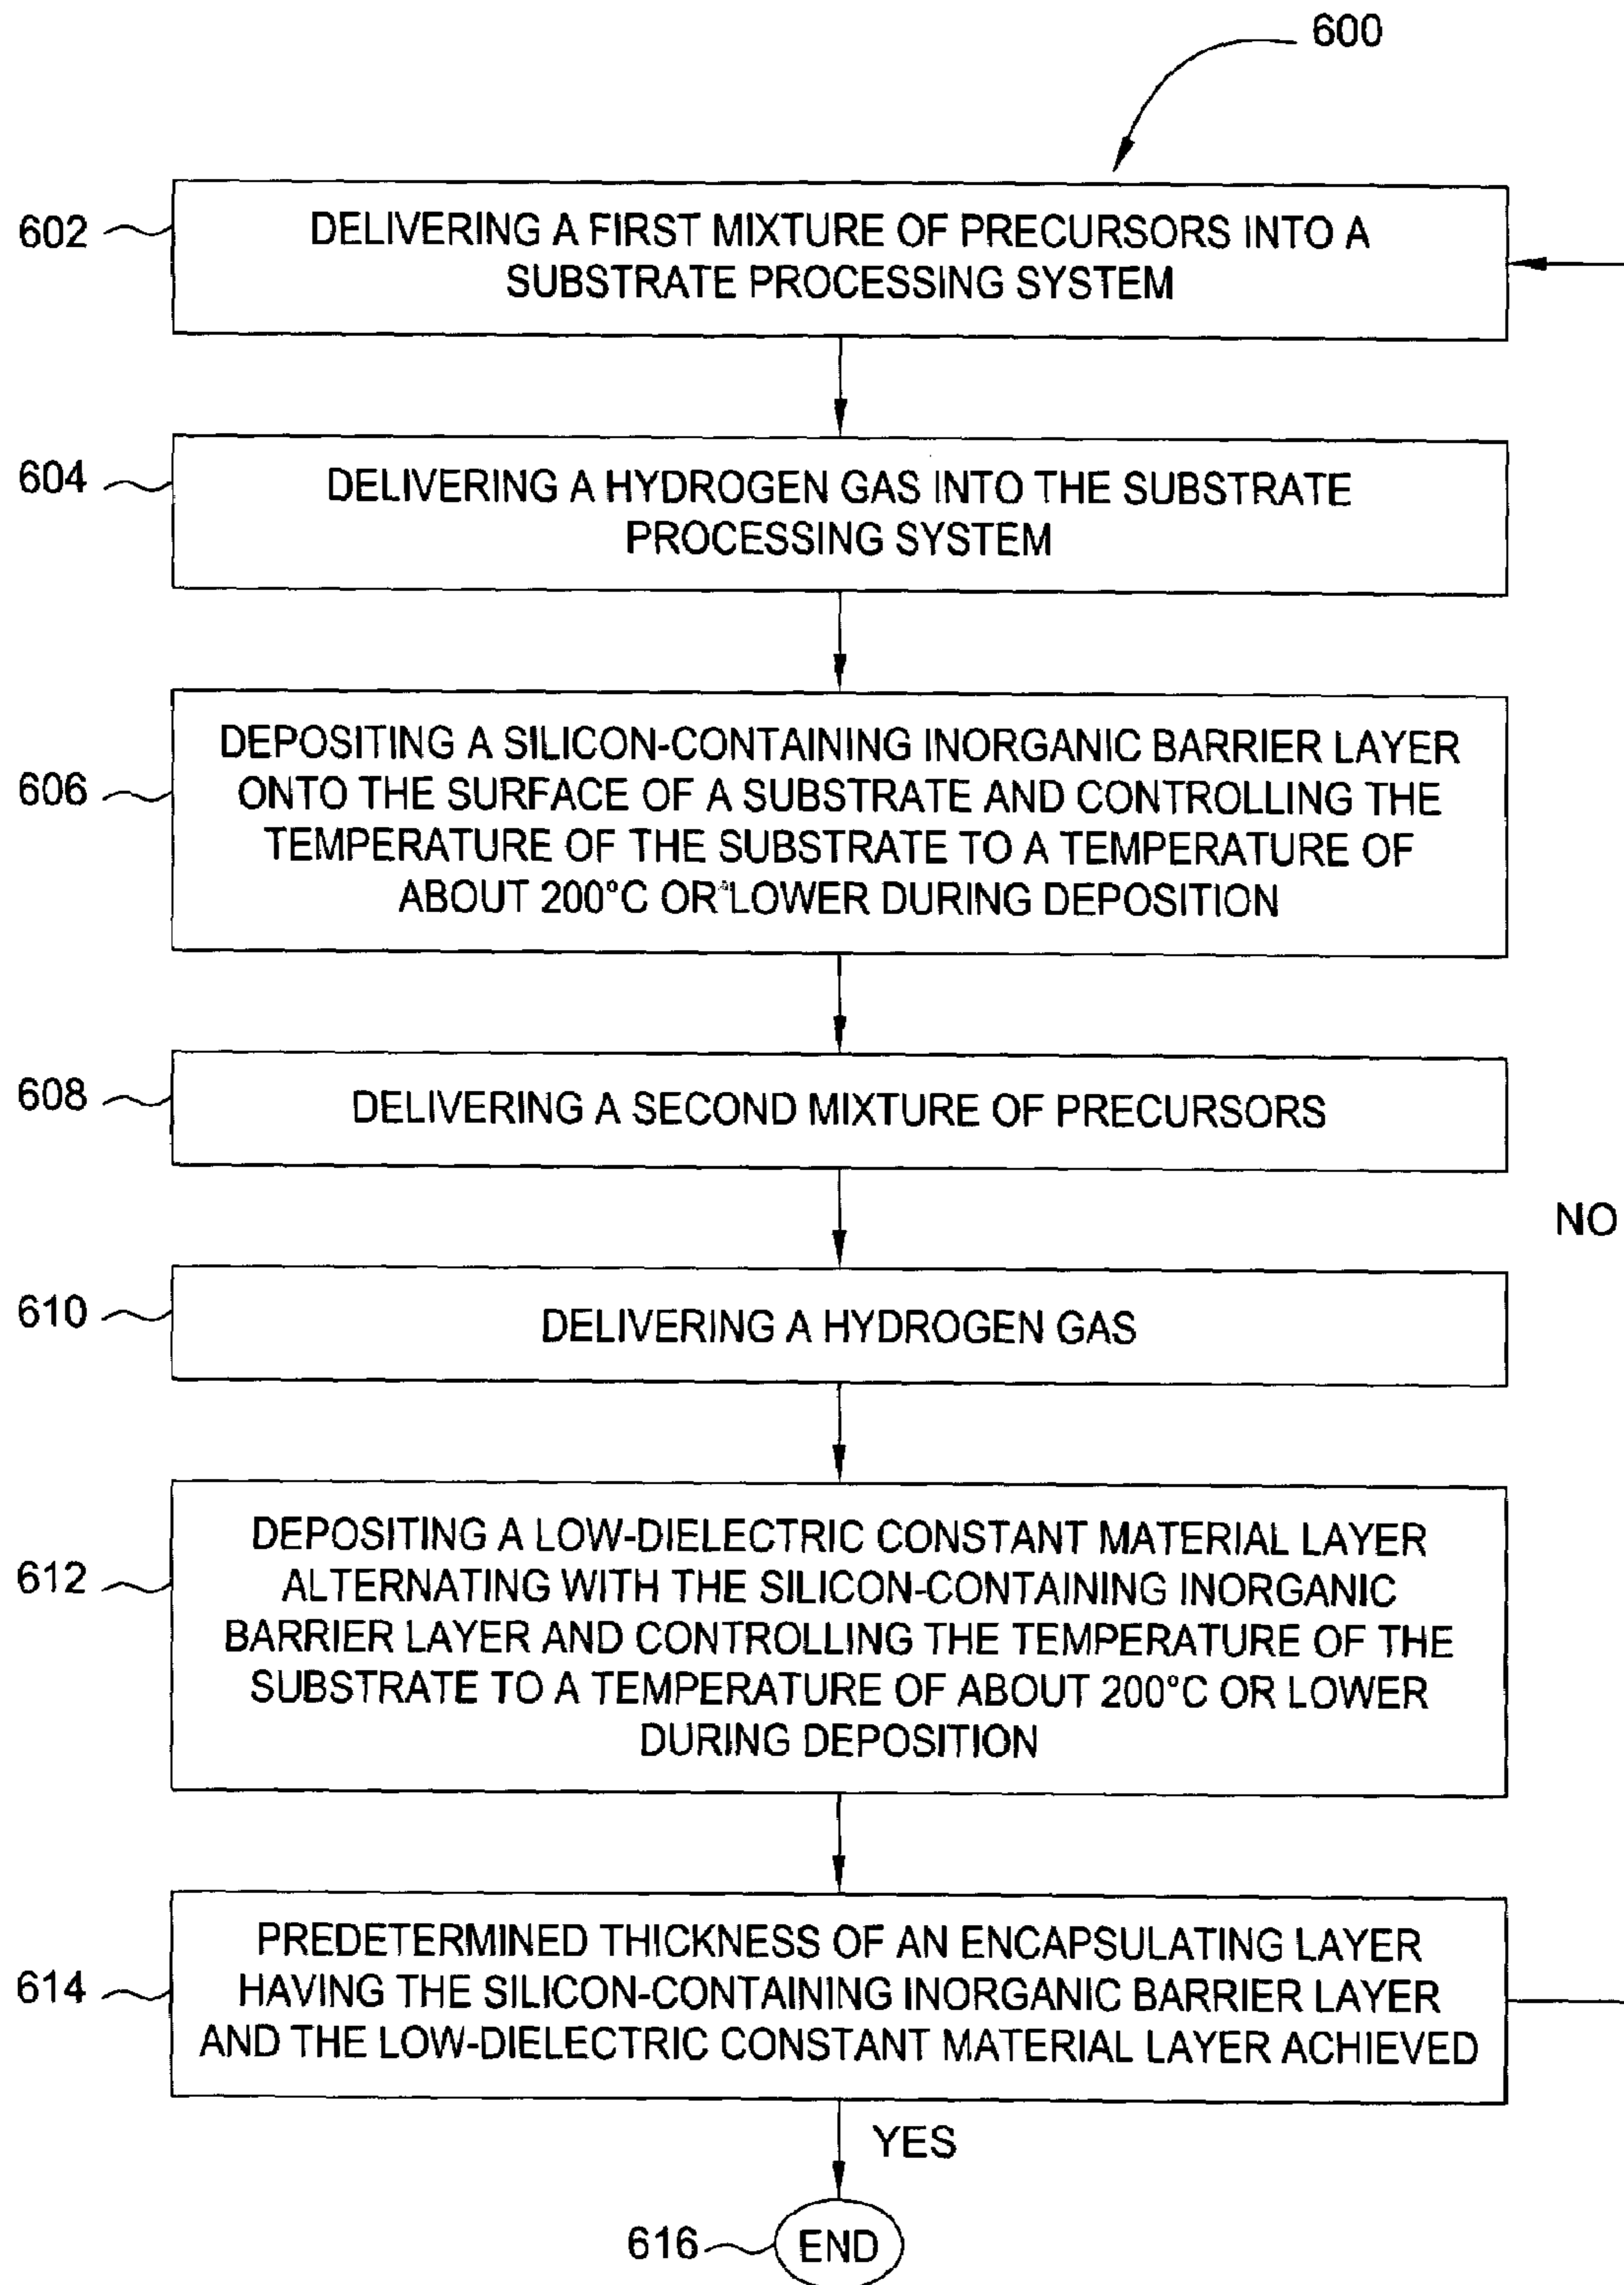 600
602
DELIVERING A FIRST MIXTURE OF PRECURSORS INTO A
SUBSTRATE PROCESSING SYSTEM
604
DELIVERING A HYDROGEN GAS INTO THE SUBSTRATE
PROCESSING SYSTEM
606
DEPOSITING A SILICON-CONTAINING INORGANIC BARRIER LAYER
ONTO THE SURFACE OF A SUBSTRATE AND CONTROLLING THE
TEMPERATURE OF THE SUBSTRATE TO A TEMPERATURE OF
ABOUT 200°C OR LOWER DURING DEPOSITION
608
DELIVERING A SECOND MIXTURE OF PRECURSORS
NO
610
DELIVERING A HYDROGEN GAS
612
DEPOSITING A LOW-DIELECTRIC CONSTANT MATERIAL LAYER
ALTERNATING WITH THE SILICON-CONTAINING INORGANIC
BARRIER LAYER AND CONTROLLING THE TEMPERATURE OF THE
SUBSTRATE TO A TEMPERATURE OF ABOUT 200°C OR LOWER
DURING DEPOSITION
614
PREDETERMINED THICKNESS OF AN ENCAPSULATING LAYER
HAVING THE SILICON-CONTAINING INORGANIC BARRIER LAYER
AND THE LOW-DIELECTRIC CONSTANT MATERIAL LAYER ACHIEVED
YES
616
END